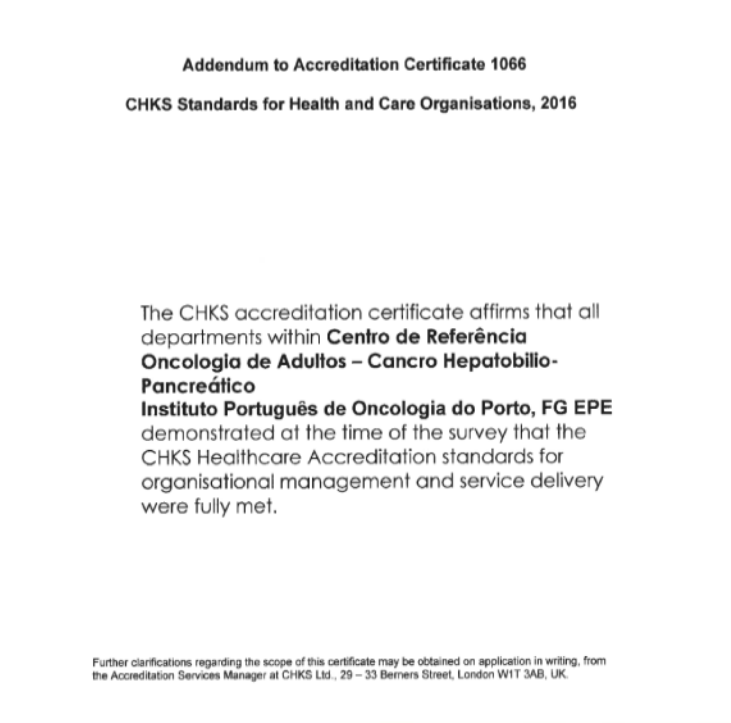 Addendum to Accreditation Certificate 1066
CHKS Standards for Health and Care Organisations, 2016
The CHKS accreditation certificate affirms that all
departments within Centro de Referência
Oncologia de Adultos – Cancro Hepatobilio-
Pancreático
Instituto Português de Oncologia do Porto, FG EPE
demonstrated at the time of the survey that the
CHKS Healthcare Accreditation standards for
organisational management and service delivery
were fully met.
Further clarifications regarding the scope of this certificate may be obtained on application in writing, from
the Accreditation Services Manager at CHKS Ltd., 29 – 33 Berners Street, London W1T 3AB, UK.